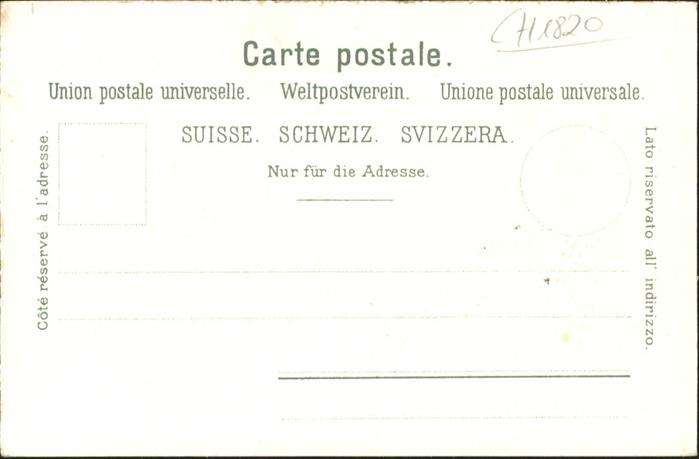 711820
Carte postale.
Union postale universelle. Weltpostverein. Unione postale universale.
SUISSE. SCHWEIZ. SVIZZERA.
Nur für die Adresse.
Côté réservé à l'adresse.
Lato riservato all' indirizzo.